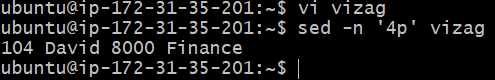 ubuntu@ip-172-31-35-201:~$ vi vizag
ubuntu@ip-172-31-35-201:~$ sed -n '4p' vizag
104 David 8000 Finance
ubuntu@ip-172-31-35-201:~$